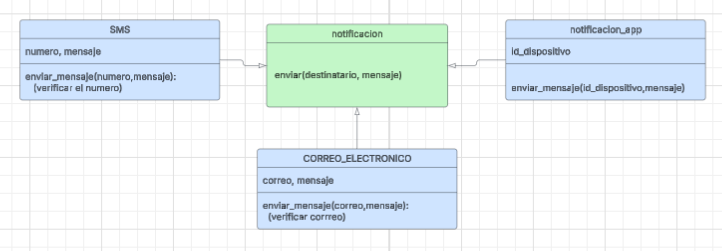 SMS
numero, mensaje
enviar_mensaje(numero,mensaje):
(verificar el numero)
notificacion
enviar(destinatario, mensaje)
notificacion_app
id_dispositivo
enviar_mensaje(id_dispositivo,mensaje)
CORREO_ELECTRONICO
correo, mensaje
enviar_mensaje(correo,mensaje):
(verificar corrreo)